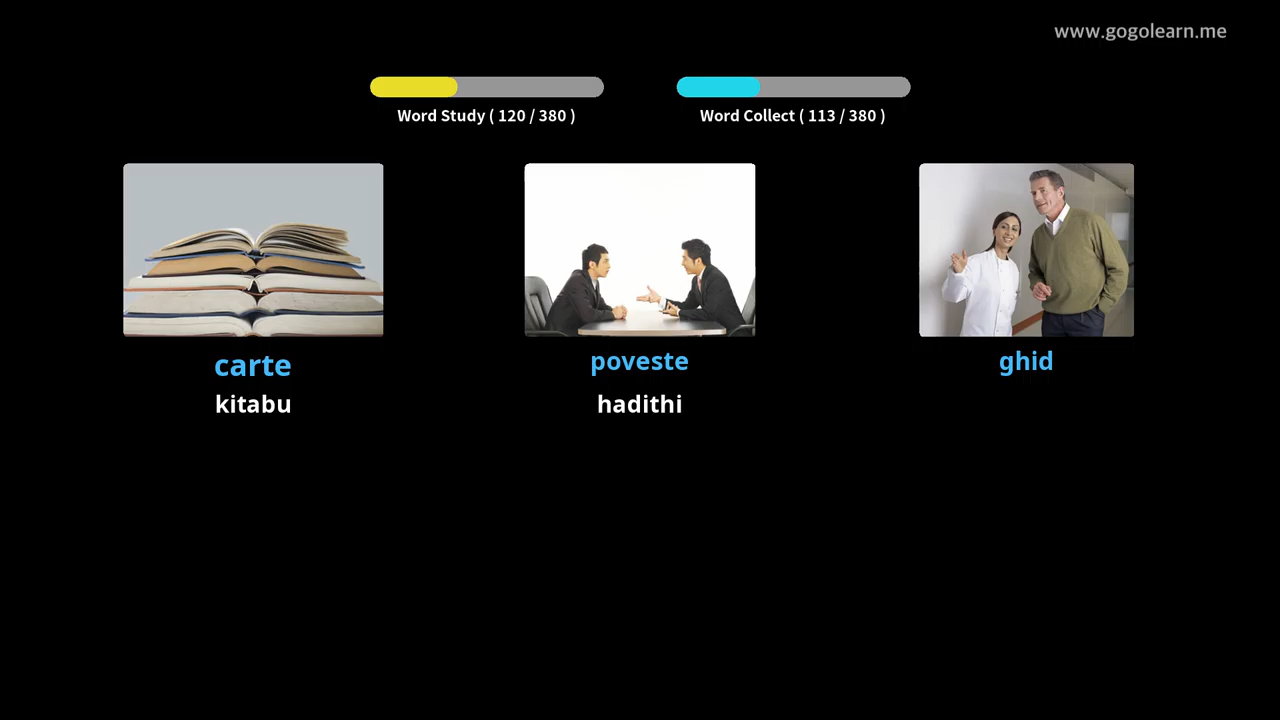 www.gogolearn.me
Word Study ( 120 / 380 )
Word Collect ( 113 / 380 )
carte
poveste
ghid
kitabu
hadithi